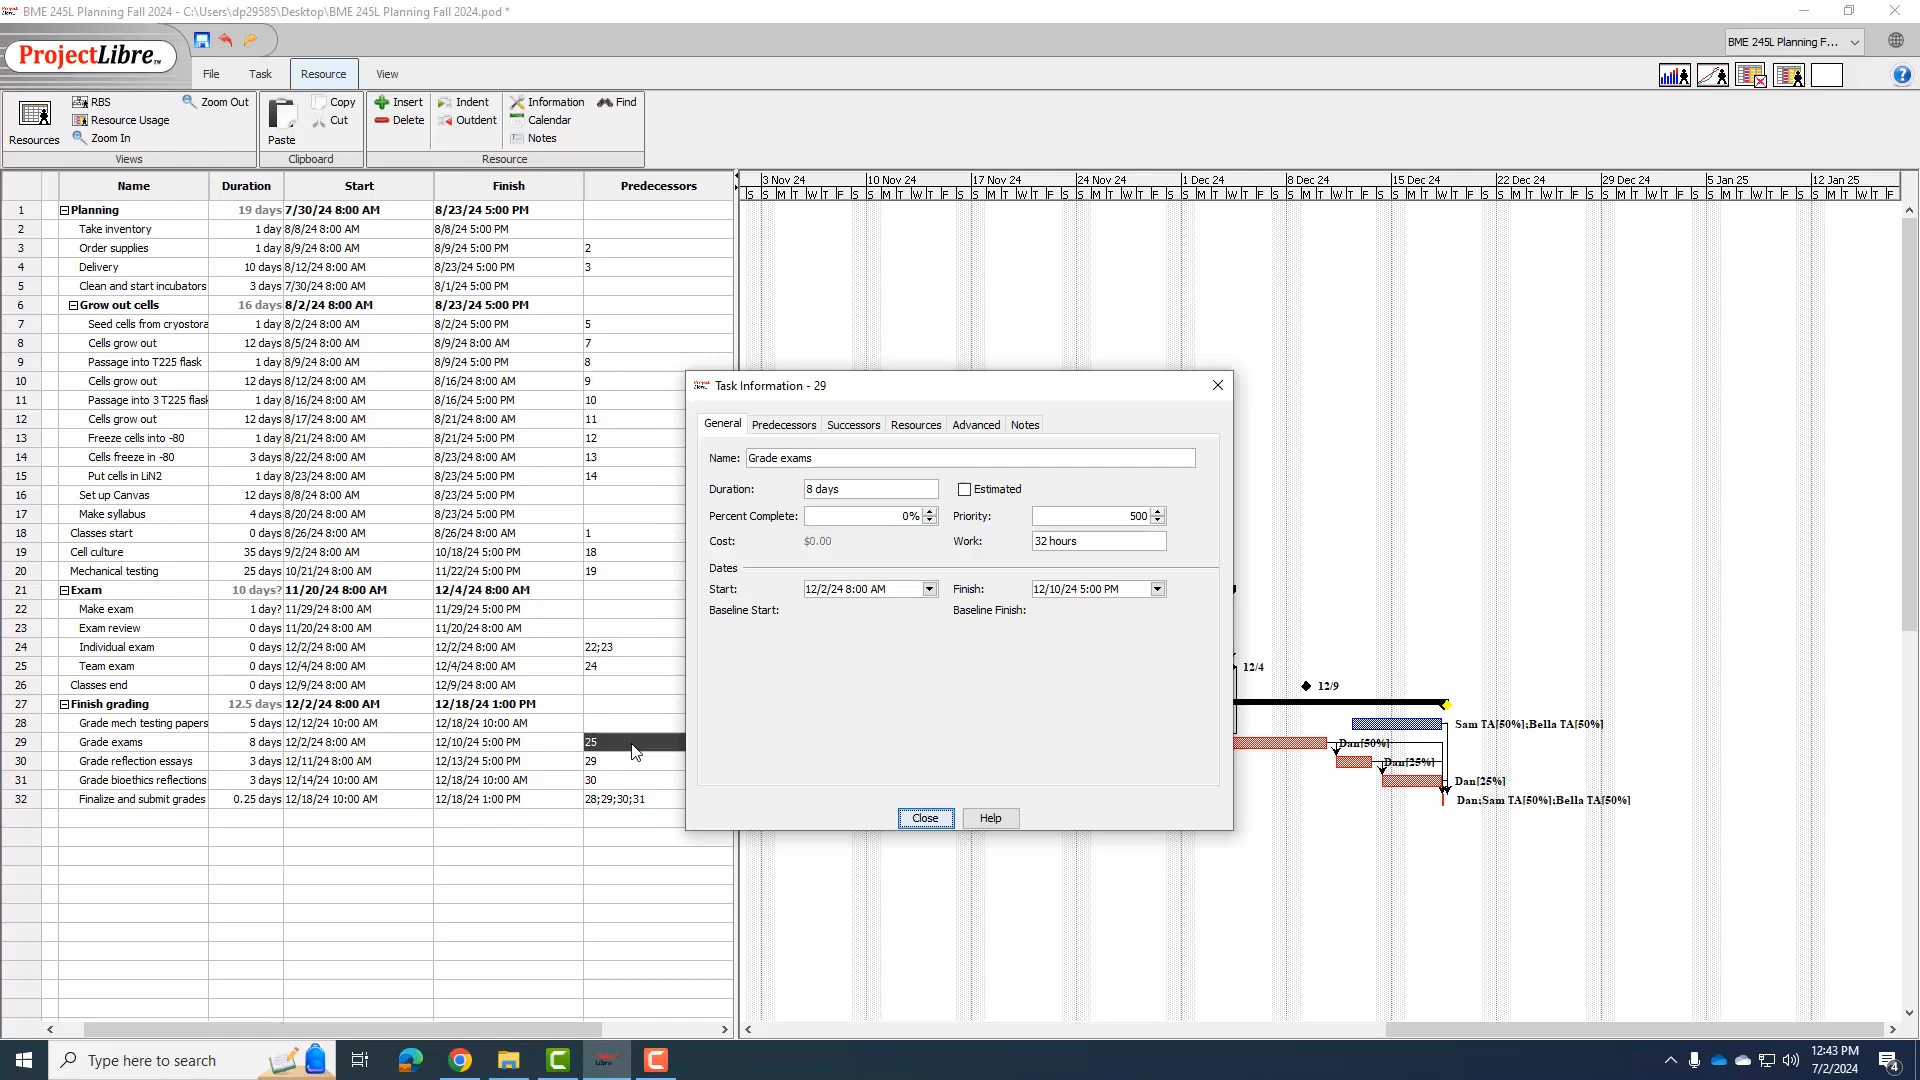 BME 245L Planning Fall 2024 - C:\Users\dp29585\Desktop\BME 245L Planning Fall 2024.pod *
ProjectLibre
BME 245L Planning F...
File Task Resource View
Resources
RBS
Resource Usage
Zoom In
Zoom Out
Views
Paste
Copy
Cut
Clipboard
Insert
Delete
Indent
Outdent
Information
Calendar
Notes
Find
Resource
Name Duration Start Finish Predecessors
1 Planning 19 days 7/30/24 8:00 AM 8/23/24 5:00 PM
2 Take inventory 1 day 8/8/24 8:00 AM 8/8/24 5:00 PM
3 Order supplies 1 day 8/9/24 8:00 AM 8/9/24 5:00 PM 2
4 Delivery 10 days 8/12/24 8:00 AM 8/23/24 5:00 PM 3
5 Clean and start incubators 3 days 7/30/24 8:00 AM 8/1/24 5:00 PM
6 Grow out cells 16 days 8/2/24 8:00 AM 8/23/24 5:00 PM
7 Seed cells from cryostora 1 day 8/2/24 8:00 AM 8/2/24 5:00 PM 5
8 Cells grow out 12 days 8/5/24 8:00 AM 8/9/24 8:00 AM 7
9 Passage into T225 flask 1 day 8/9/24 8:00 AM 8/9/24 5:00 PM 8
10 Cells grow out 12 days 8/12/24 8:00 AM 8/16/24 8:00 AM 9
11 Passage into 3 T225 flask 1 day 8/16/24 8:00 AM 8/16/24 5:00 PM 10
12 Cells grow out 12 days 8/17/24 8:00 AM 8/21/24 8:00 AM 11
13 Freeze cells into -80 1 day 8/21/24 8:00 AM 8/21/24 5:00 PM 12
14 Cells freeze in -80 3 days 8/22/24 8:00 AM 8/23/24 8:00 AM 13
15 Put cells in LiN2 1 day 8/23/24 8:00 AM 8/23/24 5:00 PM 14
16 Set up Canvas 12 days 8/8/24 8:00 AM 8/23/24 5:00 PM
17 Make syllabus 4 days 8/20/24 8:00 AM 8/23/24 5:00 PM
18 Classes start 0 days 8/26/24 8:00 AM 8/26/24 8:00 AM 1
19 Cell culture 35 days 9/2/24 8:00 AM 10/18/24 5:00 PM 18
20 Mechanical testing 25 days 10/21/24 8:00 AM 11/22/24 5:00 PM 19
21 Exam 10 days? 11/20/24 8:00 AM 12/4/24 8:00 AM
22 Make exam 1 day? 11/29/24 8:00 AM 11/29/24 5:00 PM
23 Exam review 0 days 11/20/24 8:00 AM 11/20/24 8:00 AM
24 Individual exam 0 days 12/2/24 8:00 AM 12/2/24 8:00 AM 22;23
25 Team exam 0 days 12/4/24 8:00 AM 12/4/24 8:00 AM 24
26 Classes end 0 days 12/9/24 8:00 AM 12/9/24 8:00 AM
27 Finish grading 12.5 days 12/2/24 8:00 AM 12/18/24 1:00 PM
28 Grade mech testing papers 5 days 12/12/24 10:00 AM 12/18/24 10:00 AM
29 Grade exams 8 days 12/2/24 8:00 AM 12/10/24 5:00 PM 25
30 Grade reflection essays 3 days 12/11/24 8:00 AM 12/13/24 5:00 PM 29
31 Grade bioethics reflections 3 days 12/14/24 10:00 AM 12/18/24 10:00 AM 30
32 Finalize and submit grades 0.25 days 12/18/24 10:00 AM 12/18/24 1:00 PM 28;29;30;31
3 Nov 24 10 Nov 24 17 Nov 24 24 Nov 24 1 Dec 24 8 Dec 24 15 Dec 24 22 Dec 24 29 Dec 24 5 Jan 25 12 Jan 25
S S M T W T F S S M T W T F S S M T W T F S S M T W T F S S M T W T F S S M T W T F S S M T W T F S S M T W T F S S M T W T F S S M T W T F S S M T W T F
Task Information - 29
General Predecessors Successors Resources Advanced Notes
Name: Grade exams
Duration: 8 days Estimated
Percent Complete: 0% Priority: 500
Cost: $0.00 Work: 32 hours
Dates
Start: 12/2/24 8:00 AM Finish: 12/10/24 5:00 PM
Baseline Start: Baseline Finish:
Close Help
12/4
12/9
Sam TA[50%];Bella TA[50%]
Dan[50%]
Dan[25%]
Dan[25%]
Dan;Sam TA[50%];Bella TA[50%]
Type here to search
12:43 PM
7/2/2024
4